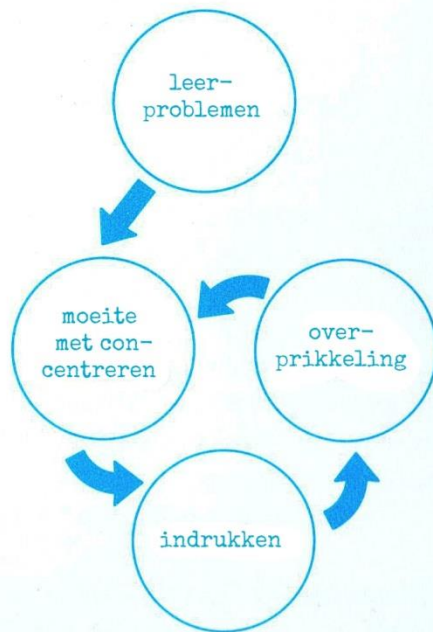 leer-
problemen
moeite
met con-
centreren
over-
prikkeling
indrukken